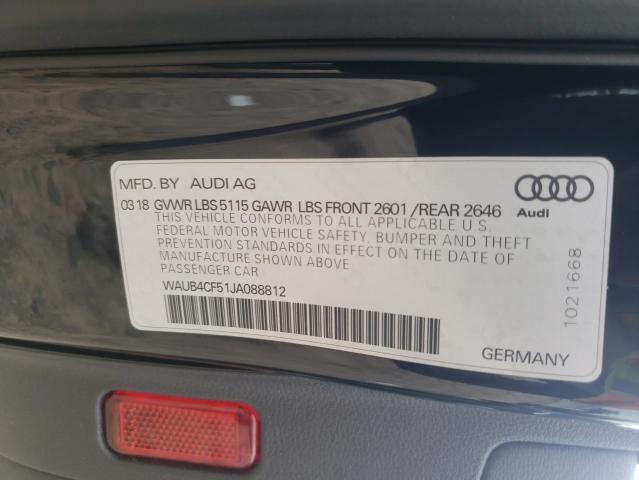 MFD. BY AUDI AG
03 18 GVWR LBS 5115 GAWR LBS FRONT 2601 /REAR 2646
Audi
THIS VEHICLE CONFORMS TO ALL APPLICABLE U S
FEDERAL MOTOR VEHICLE SAFETY, BUMPER AND THEFT
PREVENTION STANDARDS IN EFFECT ON THE DATE OF
MANUFACTURE SHOWN ABOVE
PASSENGER CAR
WAUB4CF51JA088812
1021668
GERMANY